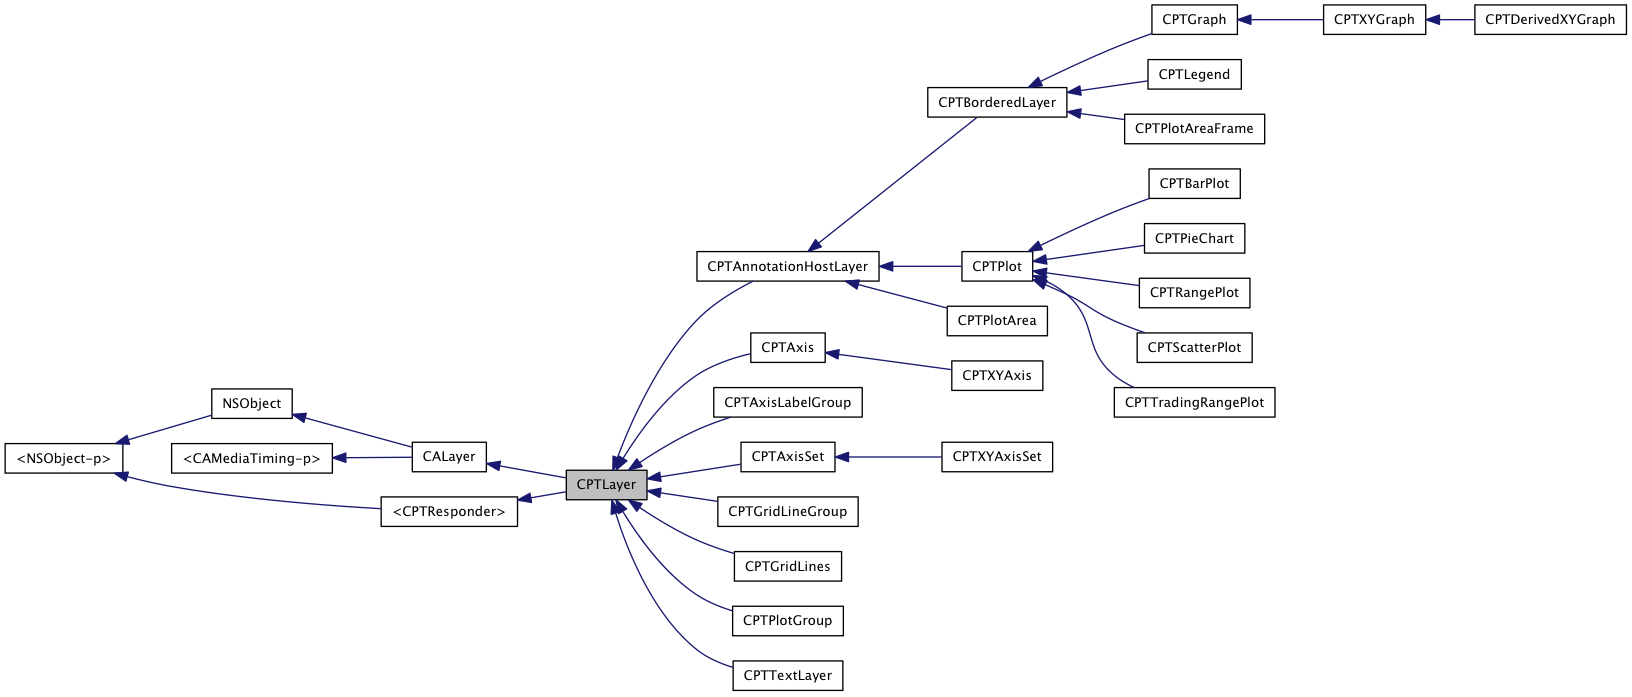 CPTGraph
CPTXYGraph
CPTDerivedXYGraph
CPTLegend
CPTBorderedLayer
CPTPlotAreaFrame
CPTBarPlot
CPTPieChart
CPTAnnotationHostLayer
CPTPlot
CPTRangePlot
CPTPlotArea
CPTAxis
CPTScatterPlot
CPTXYAxis
NSObject
CPTAxisLabelGroup
CPTTradingRangePlot
<NSObject-p>
<CAMediaTiming-p>
CALayer
CPTAxisSet
CPTXYAxisSet
CPTLayer
<CPTResponder>
CPTGridLineGroup
CPTGridLines
CPTPlotGroup
CPTTextLayer